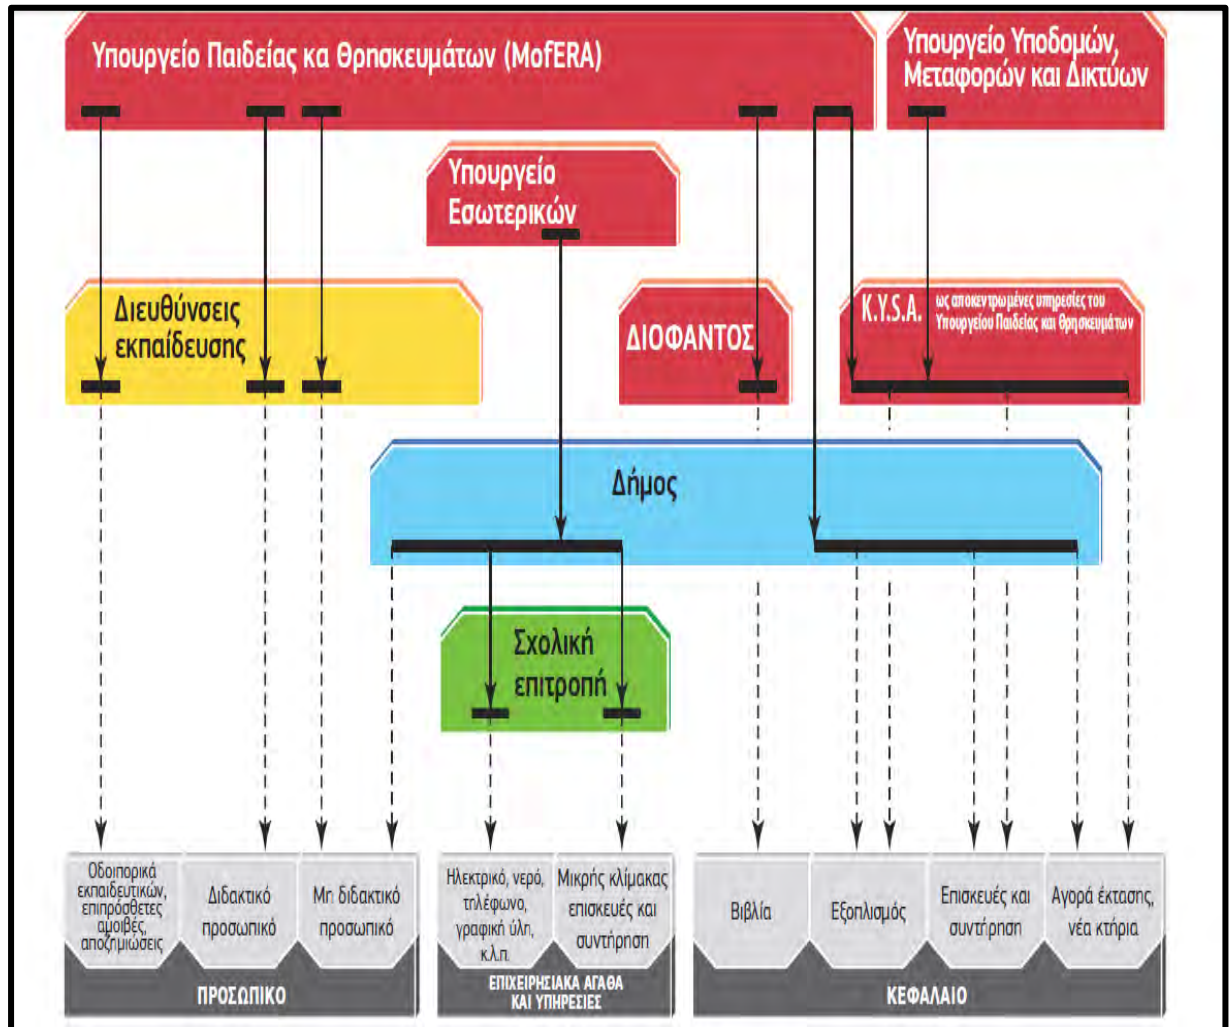 Υπουργείο Παιδείας κα Θρησκευμάτων (MofERA)
Υπουργείο Υποδομών,
Μεταφορών και Δικτύων
Υπουργείο
Εσωτερικών
Διευθύνσεις
εκπαίδευσης
ΔΙΟΦΑΝΤΟΣ
K.Y.S.A. ως αποκεντρωμένες υπηρεσίες του
Υπουργείου Παιδείας και Θρησκευμάτων
Δήμος
Σχολική
επιτροπή
Οδοιπορικά
εκπαιδευτικών,
επιπρόσθετες
αμοιβές,
αποζημιώσεις
Διδακτικό
προσωπικό
Μη διδακτικό
προσωπικό
Ηλεκτρικό, νερό,
τηλέφωνο,
γραφική ύλη,
κ.λ.π.
Μικρής κλίμακας
επισκευές και
συντήρηση
Βιβλία
Εξοπλισμός
Επισκευές και
συντήρηση
Αγορά έκτασης,
νέα κτήρια
ΠΡΟΣΩΠΙΚΟ
ΕΠΙΧΕΙΡΗΣΙΑΚΑ ΑΓΑΘΑ
ΚΑΙ ΥΠΗΡΕΣΙΕΣ
ΚΕΦΑΛΑΙΟ